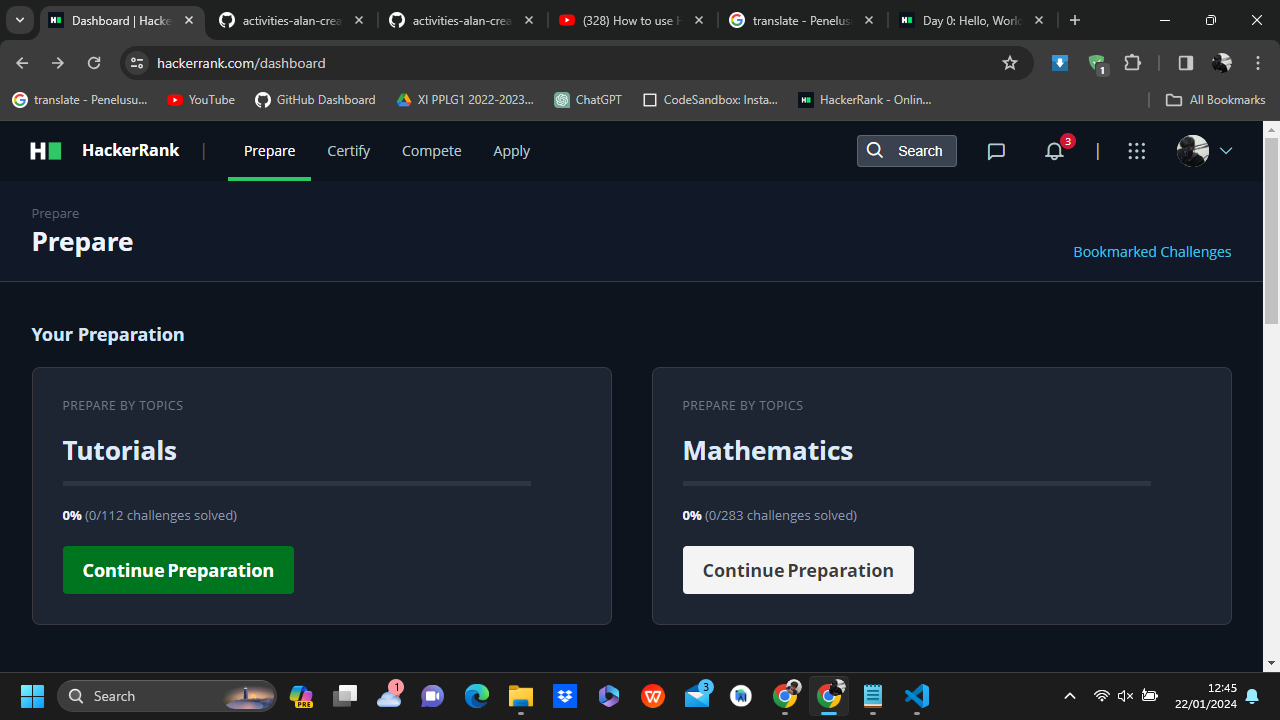 Dashboard | Hacke
activities-alan-crea
activities-alan-crea
(328) How to use H
translate - Penelus
Day 0: Hello, World
hackerrank.com/dashboard
1
translate - Penelusu...
YouTube
GitHub Dashboard
XI PPLG1 2022-2023...
ChatGPT
CodeSandbox: Insta...
HackerRank - Onlin...
All Bookmarks
H
HackerRank
|
Prepare
Certify
Compete
Apply
Search
3
|
Prepare
Prepare
Bookmarked Challenges
Your Preparation
PREPARE BY TOPICS
Tutorials
0% (0/112 challenges solved)
Continue Preparation
PREPARE BY TOPICS
Mathematics
0% (0/283 challenges solved)
Continue Preparation
Search
PRE
1
3
12:45
22/01/2024